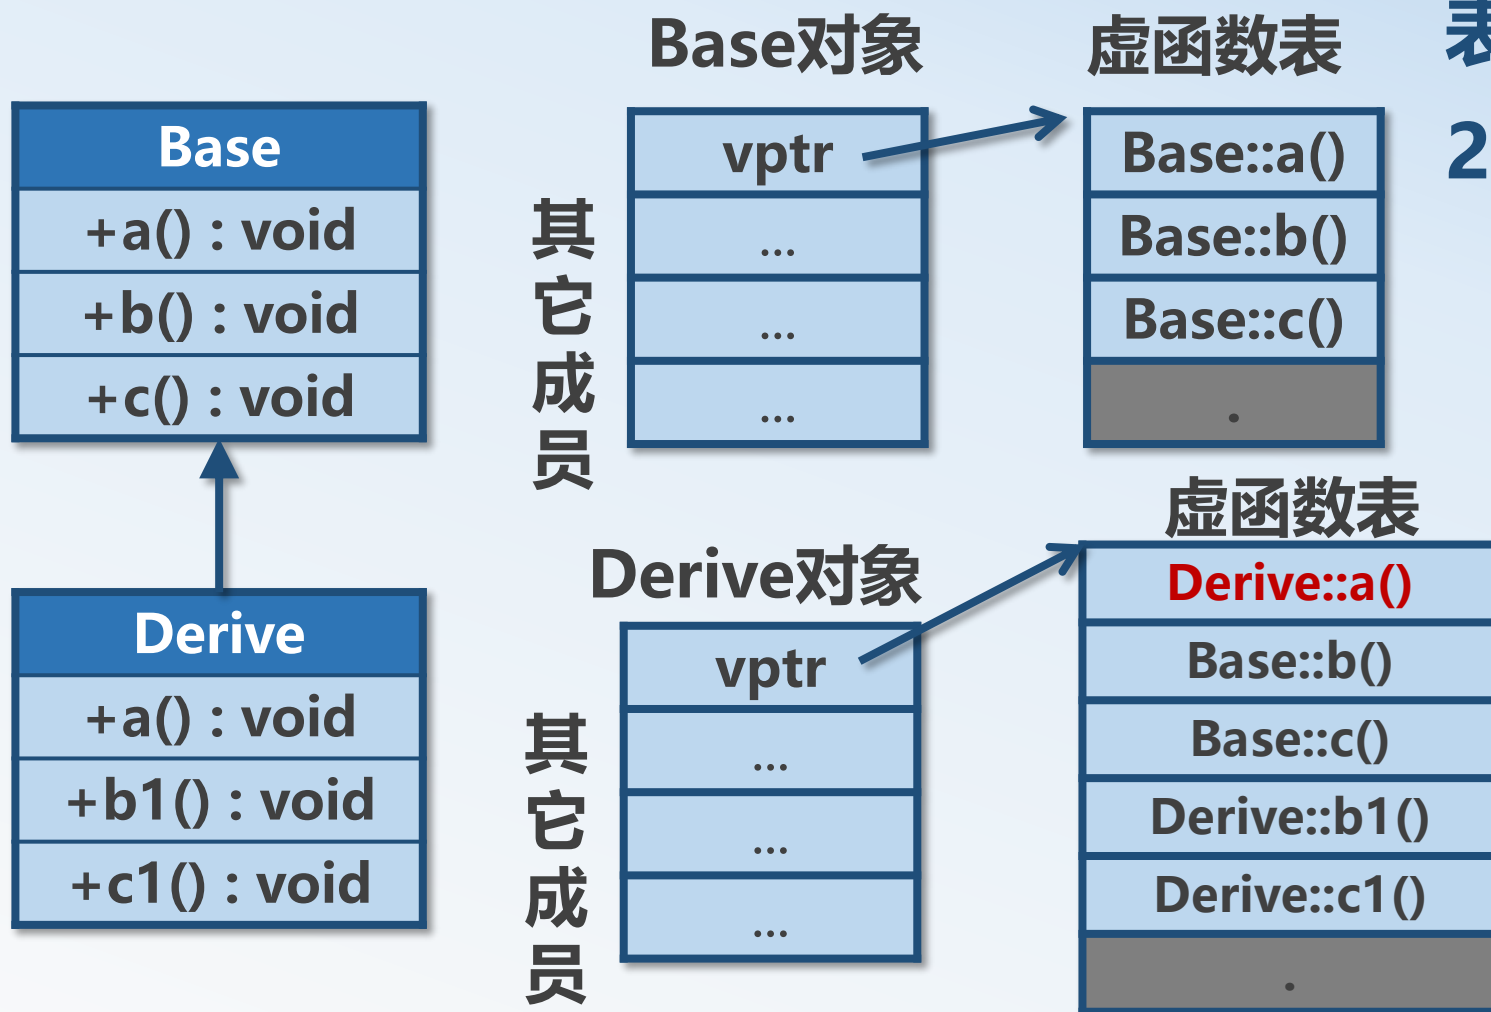 Base对象
虚函数表
表
2
Base
+a() : void
+b() : void
+c() : void
其它成员
vptr
...
...
...
Base::a()
Base::b()
Base::c()
.
Derive
+a() : void
+b1() : void
+c1() : void
Derive对象
其它成员
vptr
...
...
...
虚函数表
Derive::a()
Base::b()
Base::c()
Derive::b1()
Derive::c1()
.